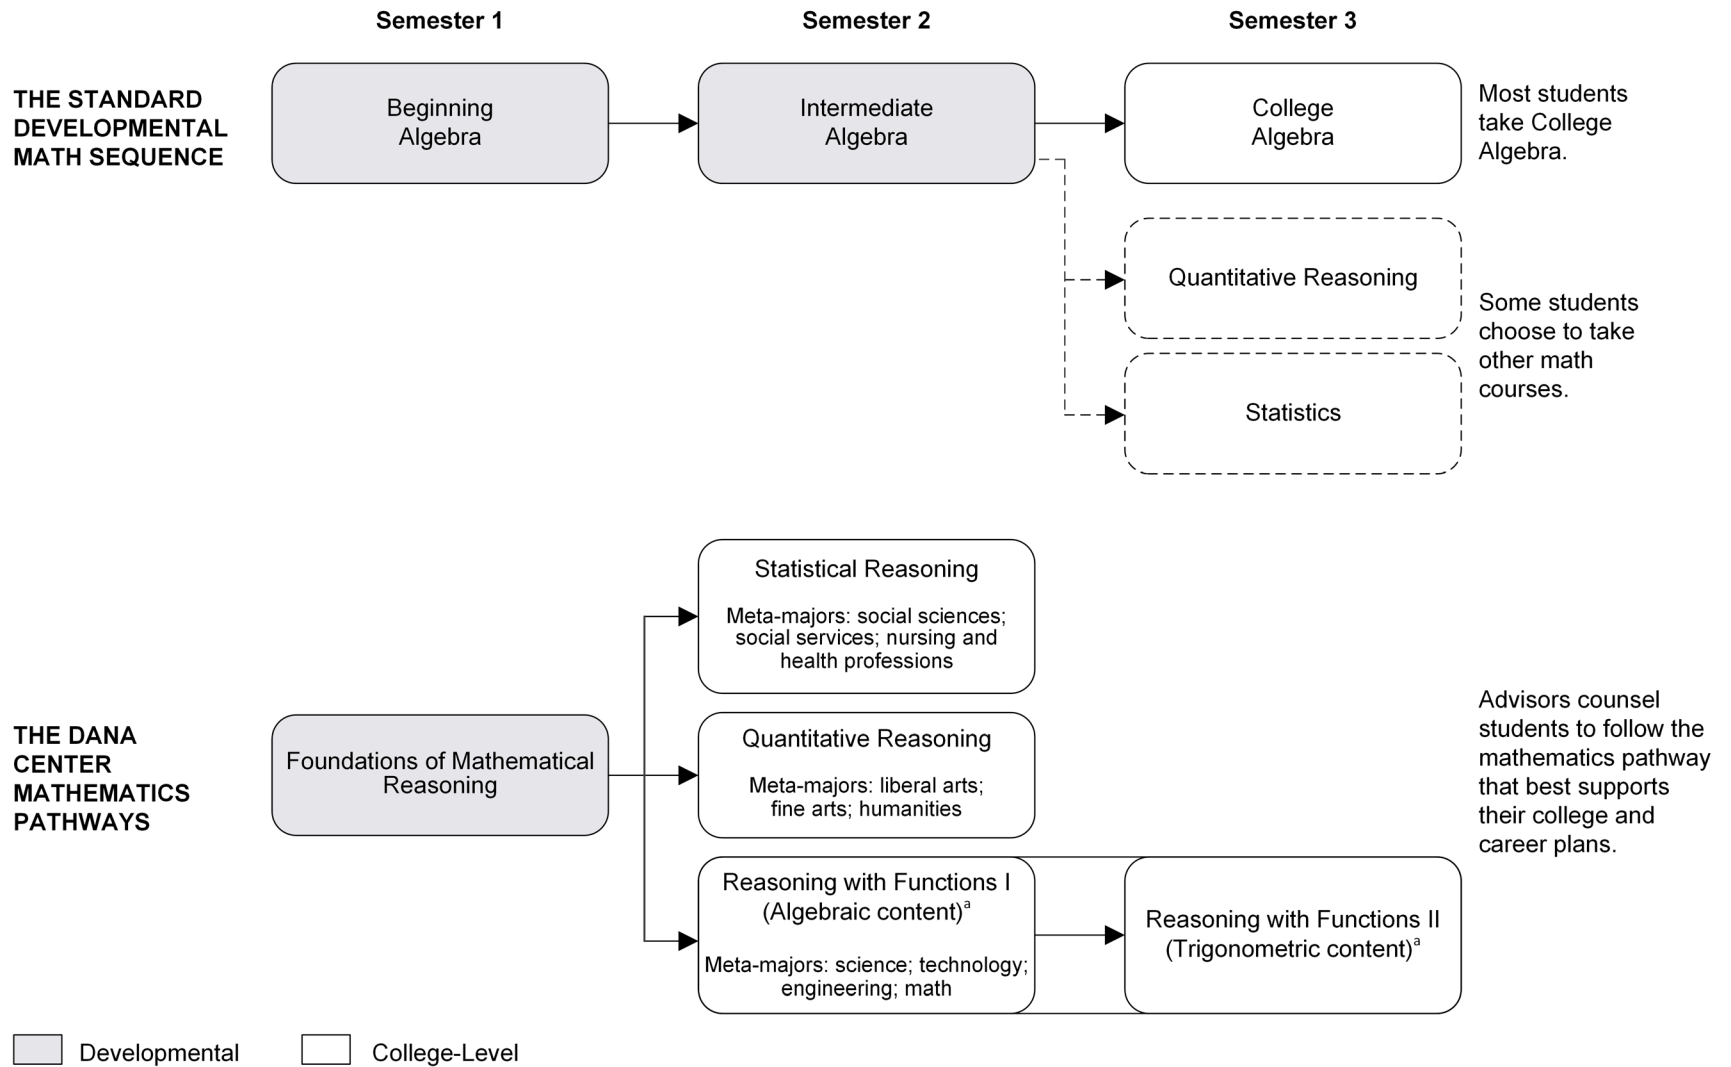 Semester 1
Semester 2
Semester 3
THE STANDARD
DEVELOPMENTAL
MATH SEQUENCE
Beginning
Algebra
Intermediate
Algebra
College
Algebra
Most students
take College
Algebra.
Quantitative Reasoning
Statistics
Some students
choose to take
other math
courses.
THE DANA
CENTER
MATHEMATICS
PATHWAYS
Foundations of Mathematical
Reasoning
Statistical Reasoning
Meta-majors: social sciences;
social services; nursing and
health professions
Quantitative Reasoning
Meta-majors: liberal arts;
fine arts; humanities
Reasoning with Functions I
(Algebraic content)a
Meta-majors: science; technology;
engineering; math
Reasoning with Functions II
(Trigonometric content)a
Advisors counsel
students to follow the
mathematics pathway
that best supports
their college and
career plans.
Developmental
College-Level